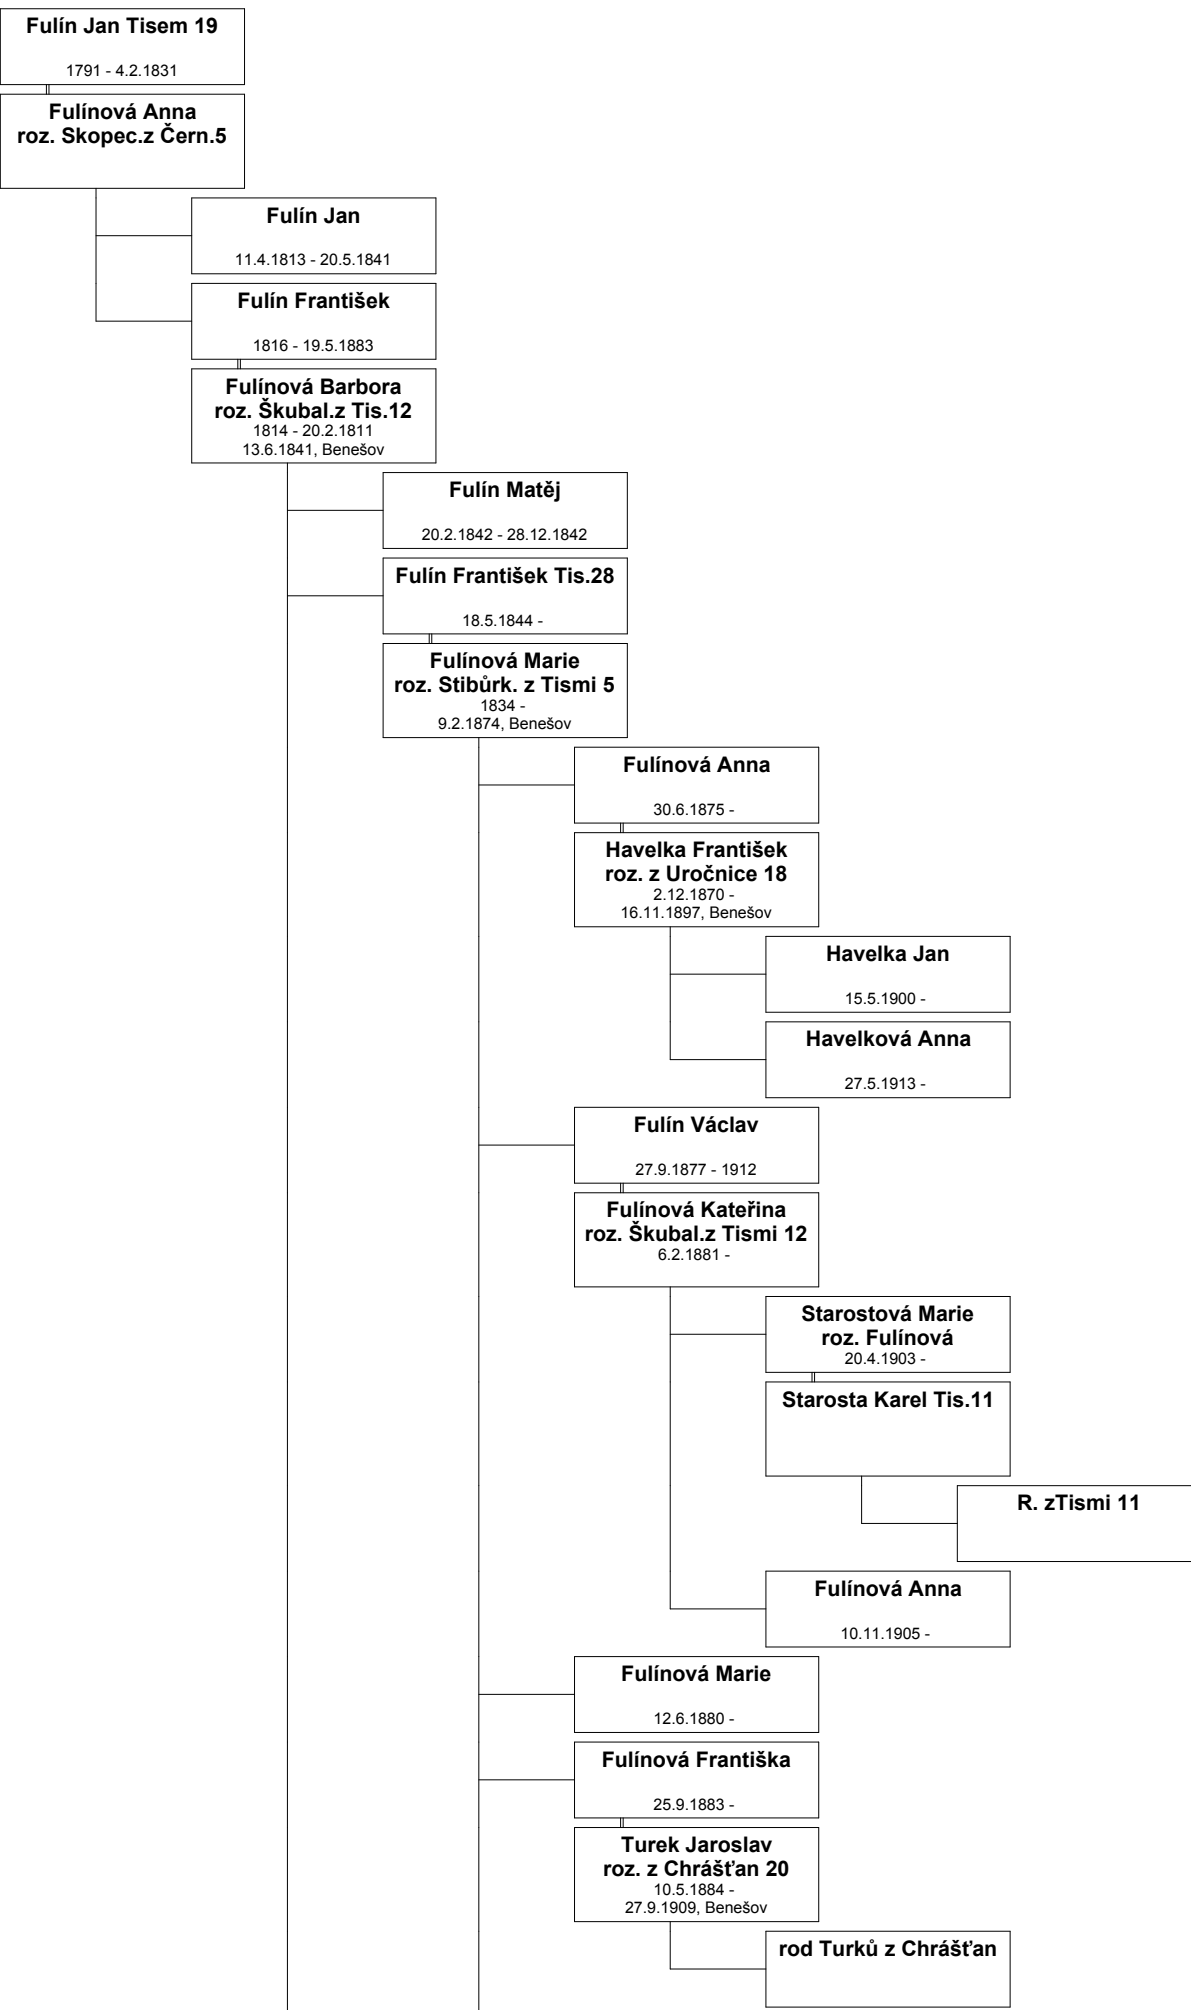 Fulín Jan Tisem 19
1791 - 4.2.1831
Fulínová Anna
roz. Skopec.z Čern.5
Fulín Jan
11.4.1813 - 20.5.1841
Fulín František
1816 - 19.5.1883
Fulínová Barbora
roz. Škubal.z Tis.12
1814 - 20.2.1811
13.6.1841, Benešov
Fulín Matěj
20.2.1842 - 28.12.1842
Fulín František Tis.28
18.5.1844 -
Fulínová Marie
roz. Stibůrk. z Tismi 5
1834 -
9.2.1874, Benešov
Fulínová Anna
30.6.1875 -
Havelka František
roz. z Uročnice 18
2.12.1870 -
16.11.1897, Benešov
Havelka Jan
15.5.1900 -
Havelková Anna
27.5.1913 -
Fulín Václav
27.9.1877 - 1912
Fulínová Kateřina
roz. Škubal.z Tismi 12
6.2.1881 -
Starostová Marie
roz. Fulínová
20.4.1903 -
Starosta Karel Tis.11
R. zTismi 11
Fulínová Anna
10.11.1905 -
Fulínová Marie
12.6.1880 -
Fulínová Františka
25.9.1883 -
Turek Jaroslav
roz. z Chrášťan 20
10.5.1884 -
27.9.1909, Benešov
rod Turků z Chrášťan